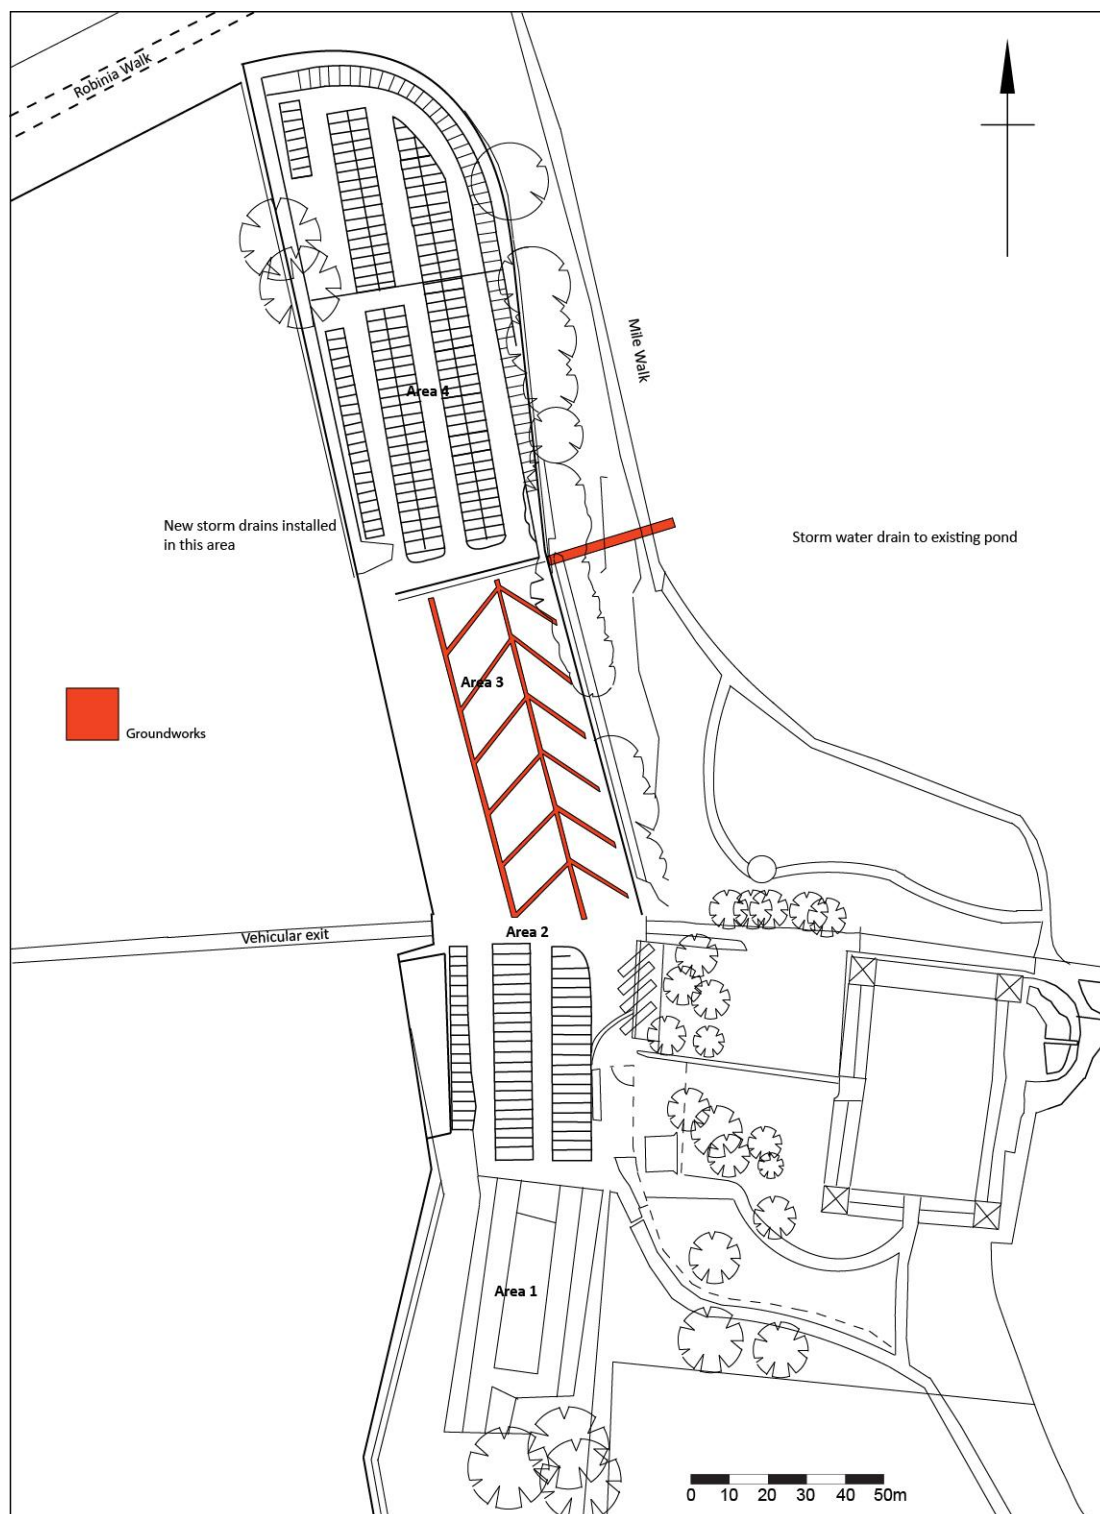 Robinia Walk
Mile Walk
Area 4
New storm drains installed
in this area
Storm water drain to existing pond
Area 3
Groundworks
Area 2
Vehicular exit
Area 1
0 10 20 30 40 50m